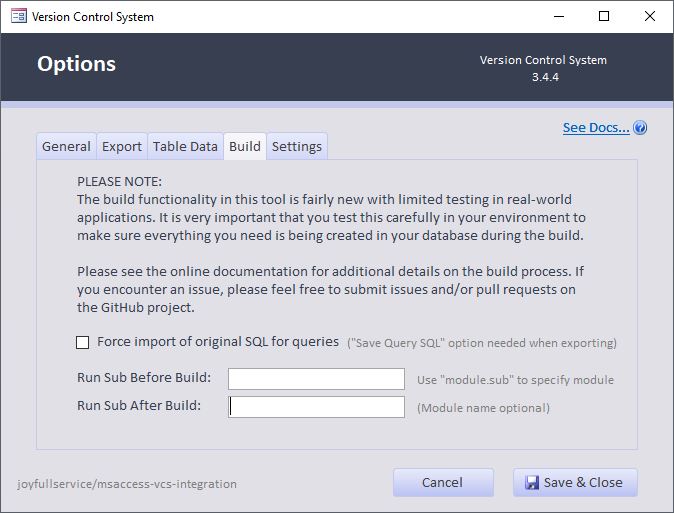 Version Control System
Options
Version Control System
3.4.4
See Docs...
General Export Table Data Build Settings
PLEASE NOTE:
The build functionality in this tool is fairly new with limited testing in real-world
applications. It is very important that you test this carefully in your environment to
make sure everything you need is being created in your database during the build.
Please see the online documentation for additional details on the build process. If
you encounter an issue, please feel free to submit issues and/or pull requests on
the GitHub project.
Force import of original SQL for queries ("Save Query SQL" option needed when exporting)
Run Sub Before Build: Use "module.sub" to specify module
Run Sub After Build: (Module name optional)
joyfullservice/msaccess-vcs-integration Cancel Save & Close